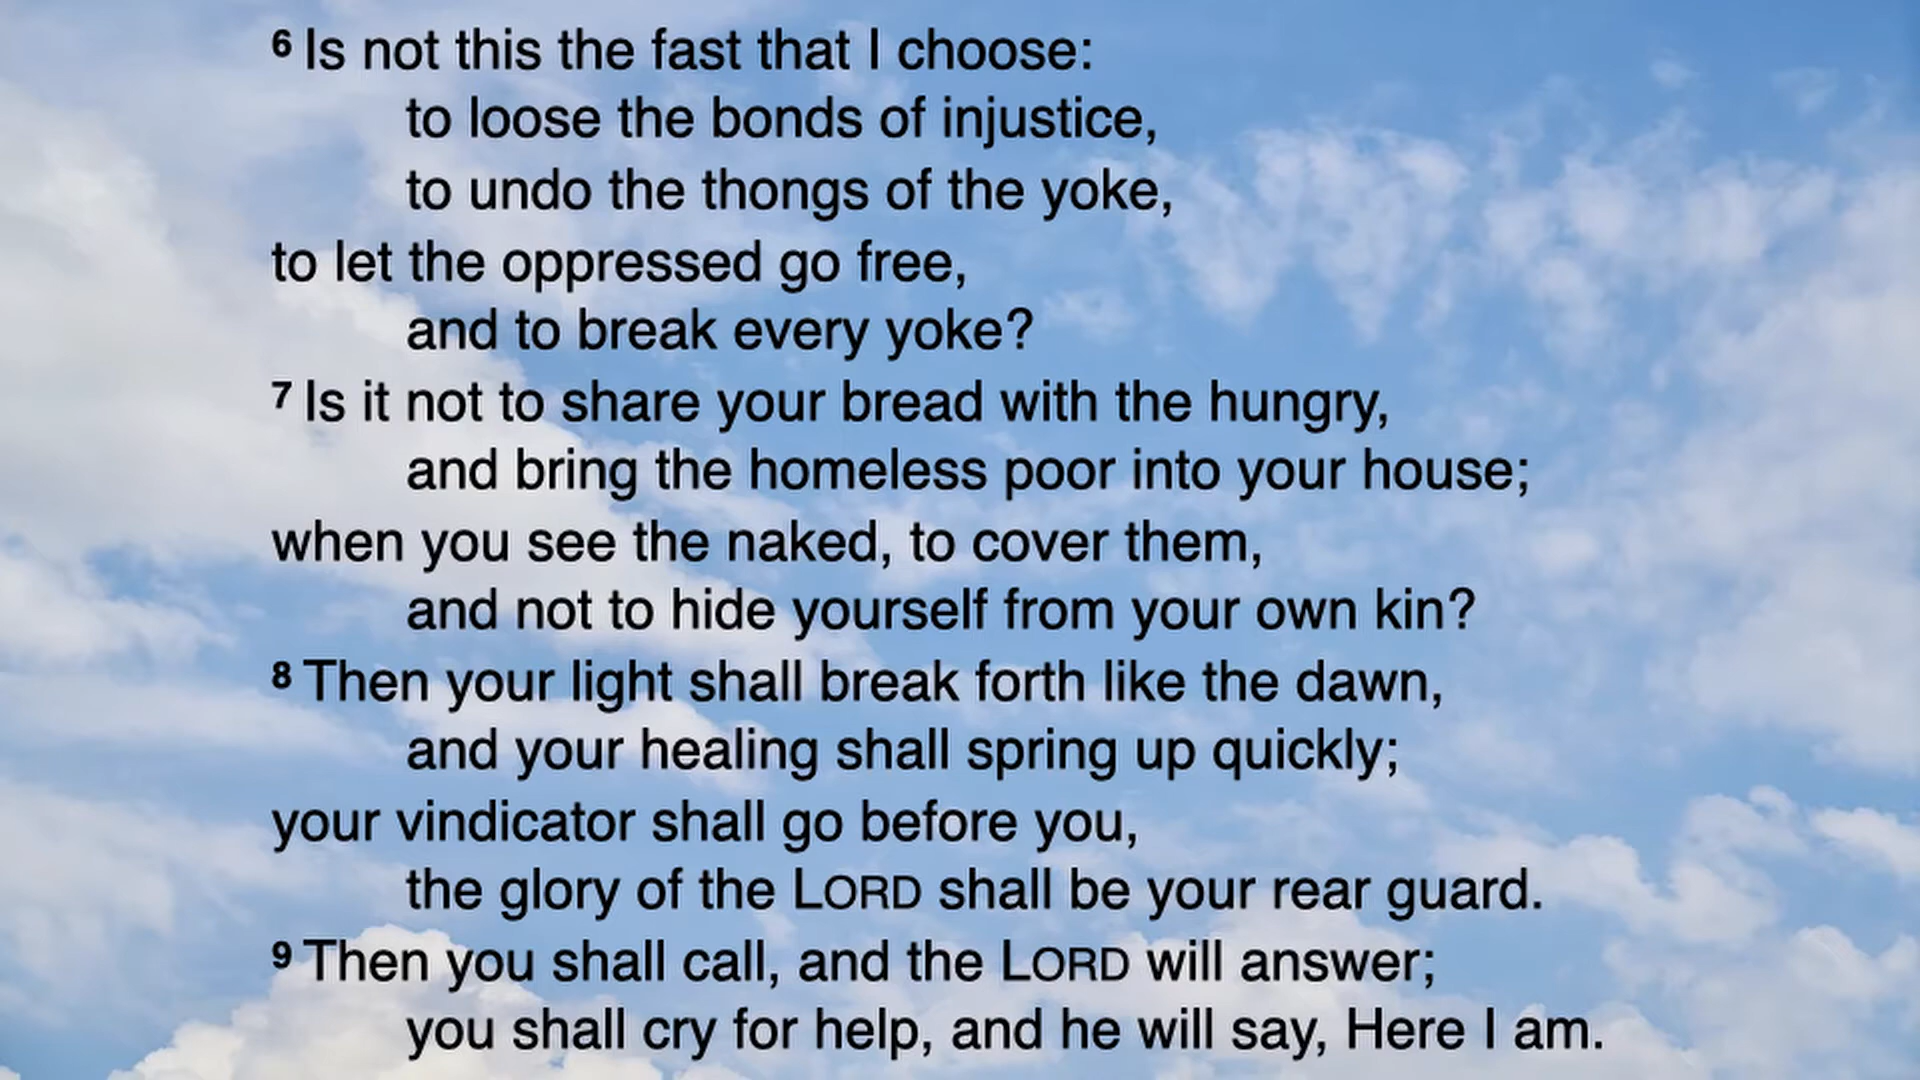 6 Is not this the fast that I choose:
to loose the bonds of injustice,
to undo the thongs of the yoke,
to let the oppressed go free,
and to break every yoke?
7 Is it not to share your bread with the hungry,
and bring the homeless poor into your house;
when you see the naked, to cover them,
and not to hide yourself from your own kin?
8 Then your light shall break forth like the dawn,
and your healing shall spring up quickly;
your vindicator shall go before you,
the glory of the LORD shall be your rear guard.
9 Then you shall call, and the LORD will answer;
you shall cry for help, and he will say, Here I am.